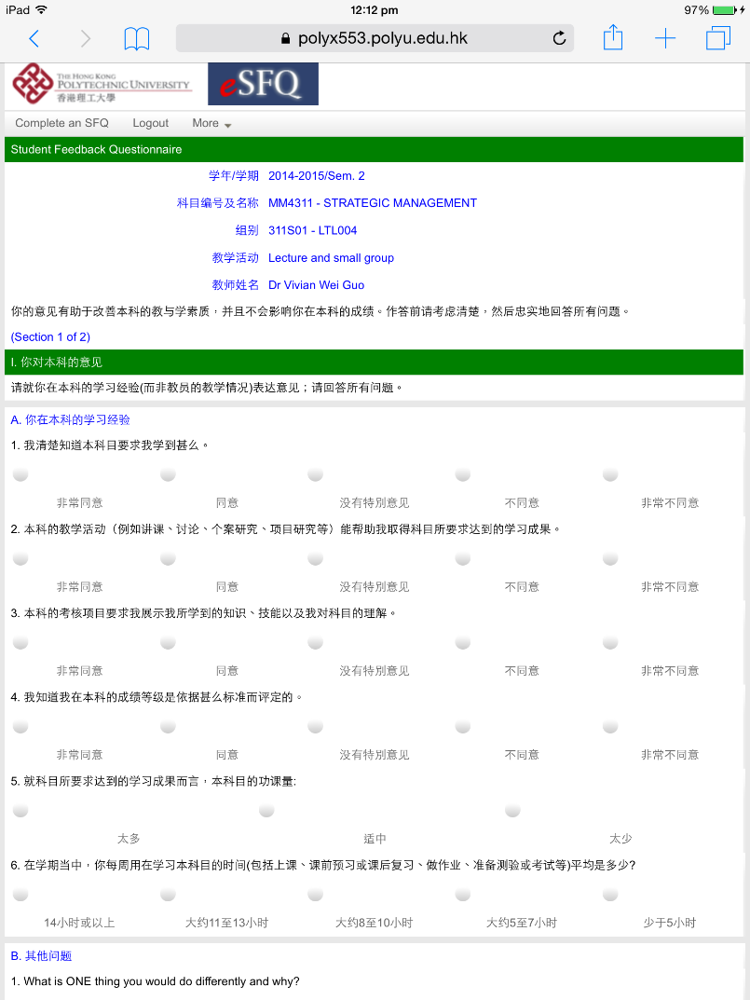 iPad 12:12 pm 97%
polyx553.polyu.edu.hk
THE HONG KONG
POLYTECHNIC UNIVERSITY
香港理工大學
eSFQ
Complete an SFQ Logout More
Student Feedback Questionnaire
学年/学期 2014-2015/Sem. 2
科目编号及名称 MM4311 - STRATEGIC MANAGEMENT
组别 311S01 - LTL004
教学活动 Lecture and small group
教师姓名 Dr Vivian Wei Guo
你的意见有助于改善本科的教与学素质，并且不会影响你在本科的成绩。作答前请考虑清楚，然后忠实地回答所有问题。
(Section 1 of 2)
I. 你对本科的意见
请就你在本科的学习经验(而非教员的教学情况)表达意见；请回答所有问题。
A. 你在本科的学习经验
1. 我清楚知道本科目要求我学到甚么。
非常同意 同意 没有特别意见 不同意 非常不同意
2. 本科的教学活动（例如讲课、讨论、个案研究、项目研究等）能帮助我取得科目所要求达到的学习成果。
非常同意 同意 没有特别意见 不同意 非常不同意
3. 本科的考核项目要求我展示我所学到的知识、技能以及我对科目的理解。
非常同意 同意 没有特别意见 不同意 非常不同意
4. 我知道我在本科的成绩等级是依据甚么标准而评定的。
非常同意 同意 没有特别意见 不同意 非常不同意
5. 就科目所要求达到的学习成果而言，本科目的功课量:
太多 适中 太少
6. 在学期当中，你每周用在学习本科目的时间(包括上课、课前预习或课后复习、做作业、准备测验或考试等)平均是多少?
14小时或以上 大约11至13小时 大约8至10小时 大约5至7小时 少于5小时
B. 其他问题
1. What is ONE thing you would do differently and why?